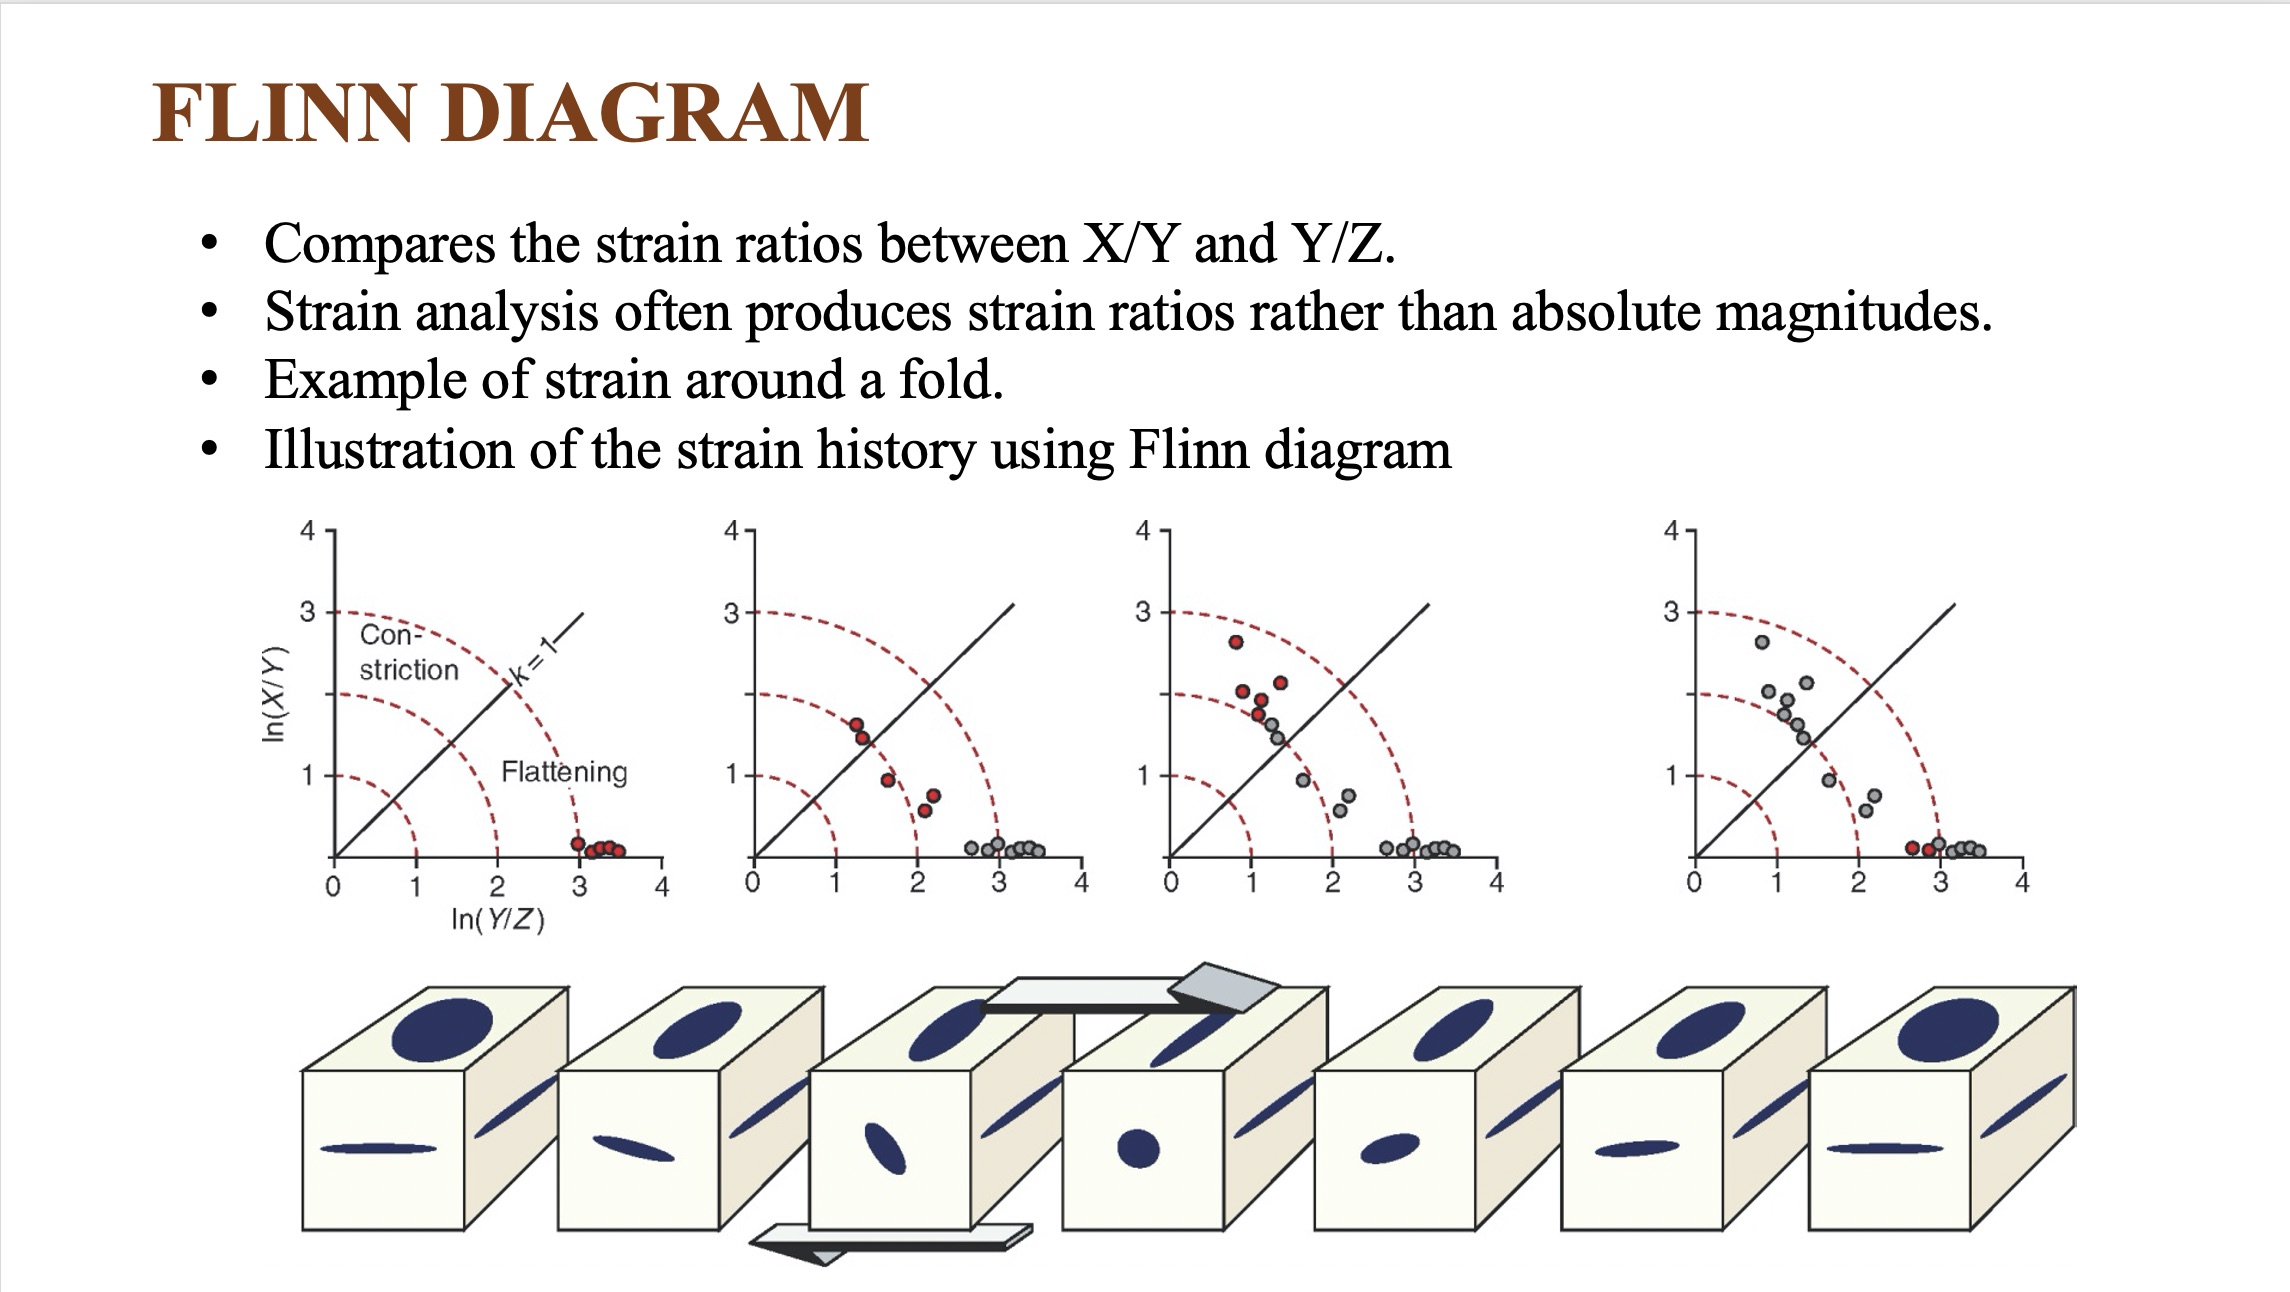 FLINN DIAGRAM
• Compares the strain ratios between X/Y and Y/Z.
• Strain analysis often produces strain ratios rather than absolute magnitudes.
• Example of strain around a fold.
• Illustration of the strain history using Flinn diagram
4
3
1
ln(X/Y)
Con-
striction
k = 1
Flattening
0 1 2 3 4
ln(Y/Z)
4
3
1
0 1 2 3 4
4
3
1
0 1 2 3 4
4
3
1
0 1 2 3 4